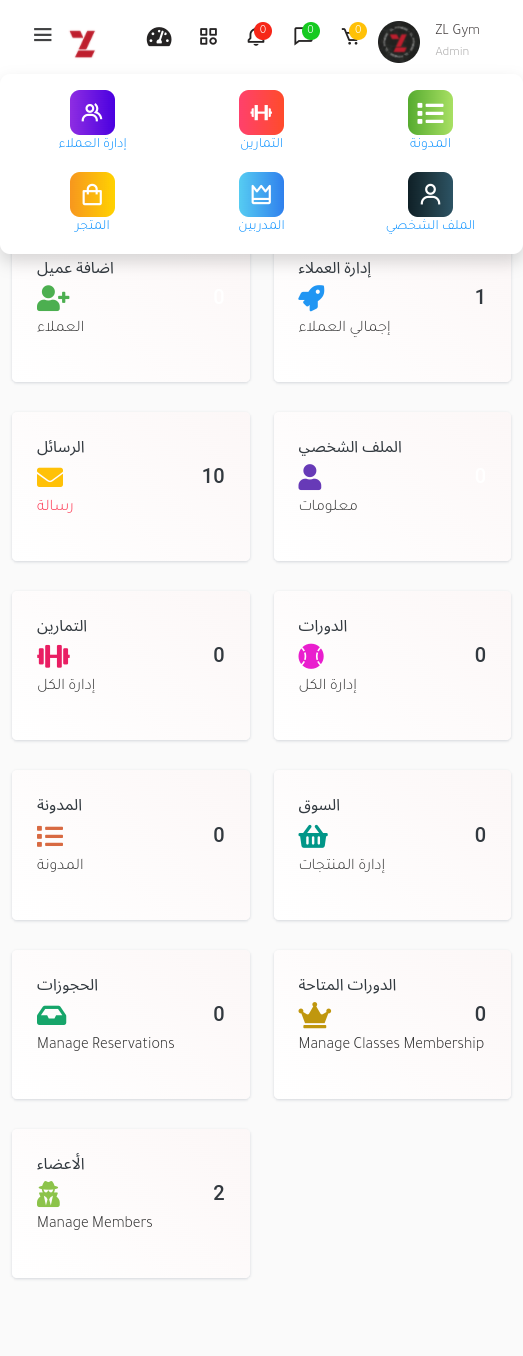 ZL Gym
Admin
0
0
0
إدارة العملاء
التمارين
المدونة
المتجر
المدربين
الملف الشخصي
اضافة عميل
0
العملاء
إدارة العملاء
1
إجمالي العملاء
الرسائل
10
رسالة
الملف الشخصي
0
معلومات
التمارين
0
إدارة الكل
الدورات
0
إدارة الكل
المدونة
0
المدونة
السوق
0
إدارة المنتجات
الحجوزات
0
Manage Reservations
الدورات المتاحة
0
Manage Classes Membership
الأعضاء
2
Manage Members